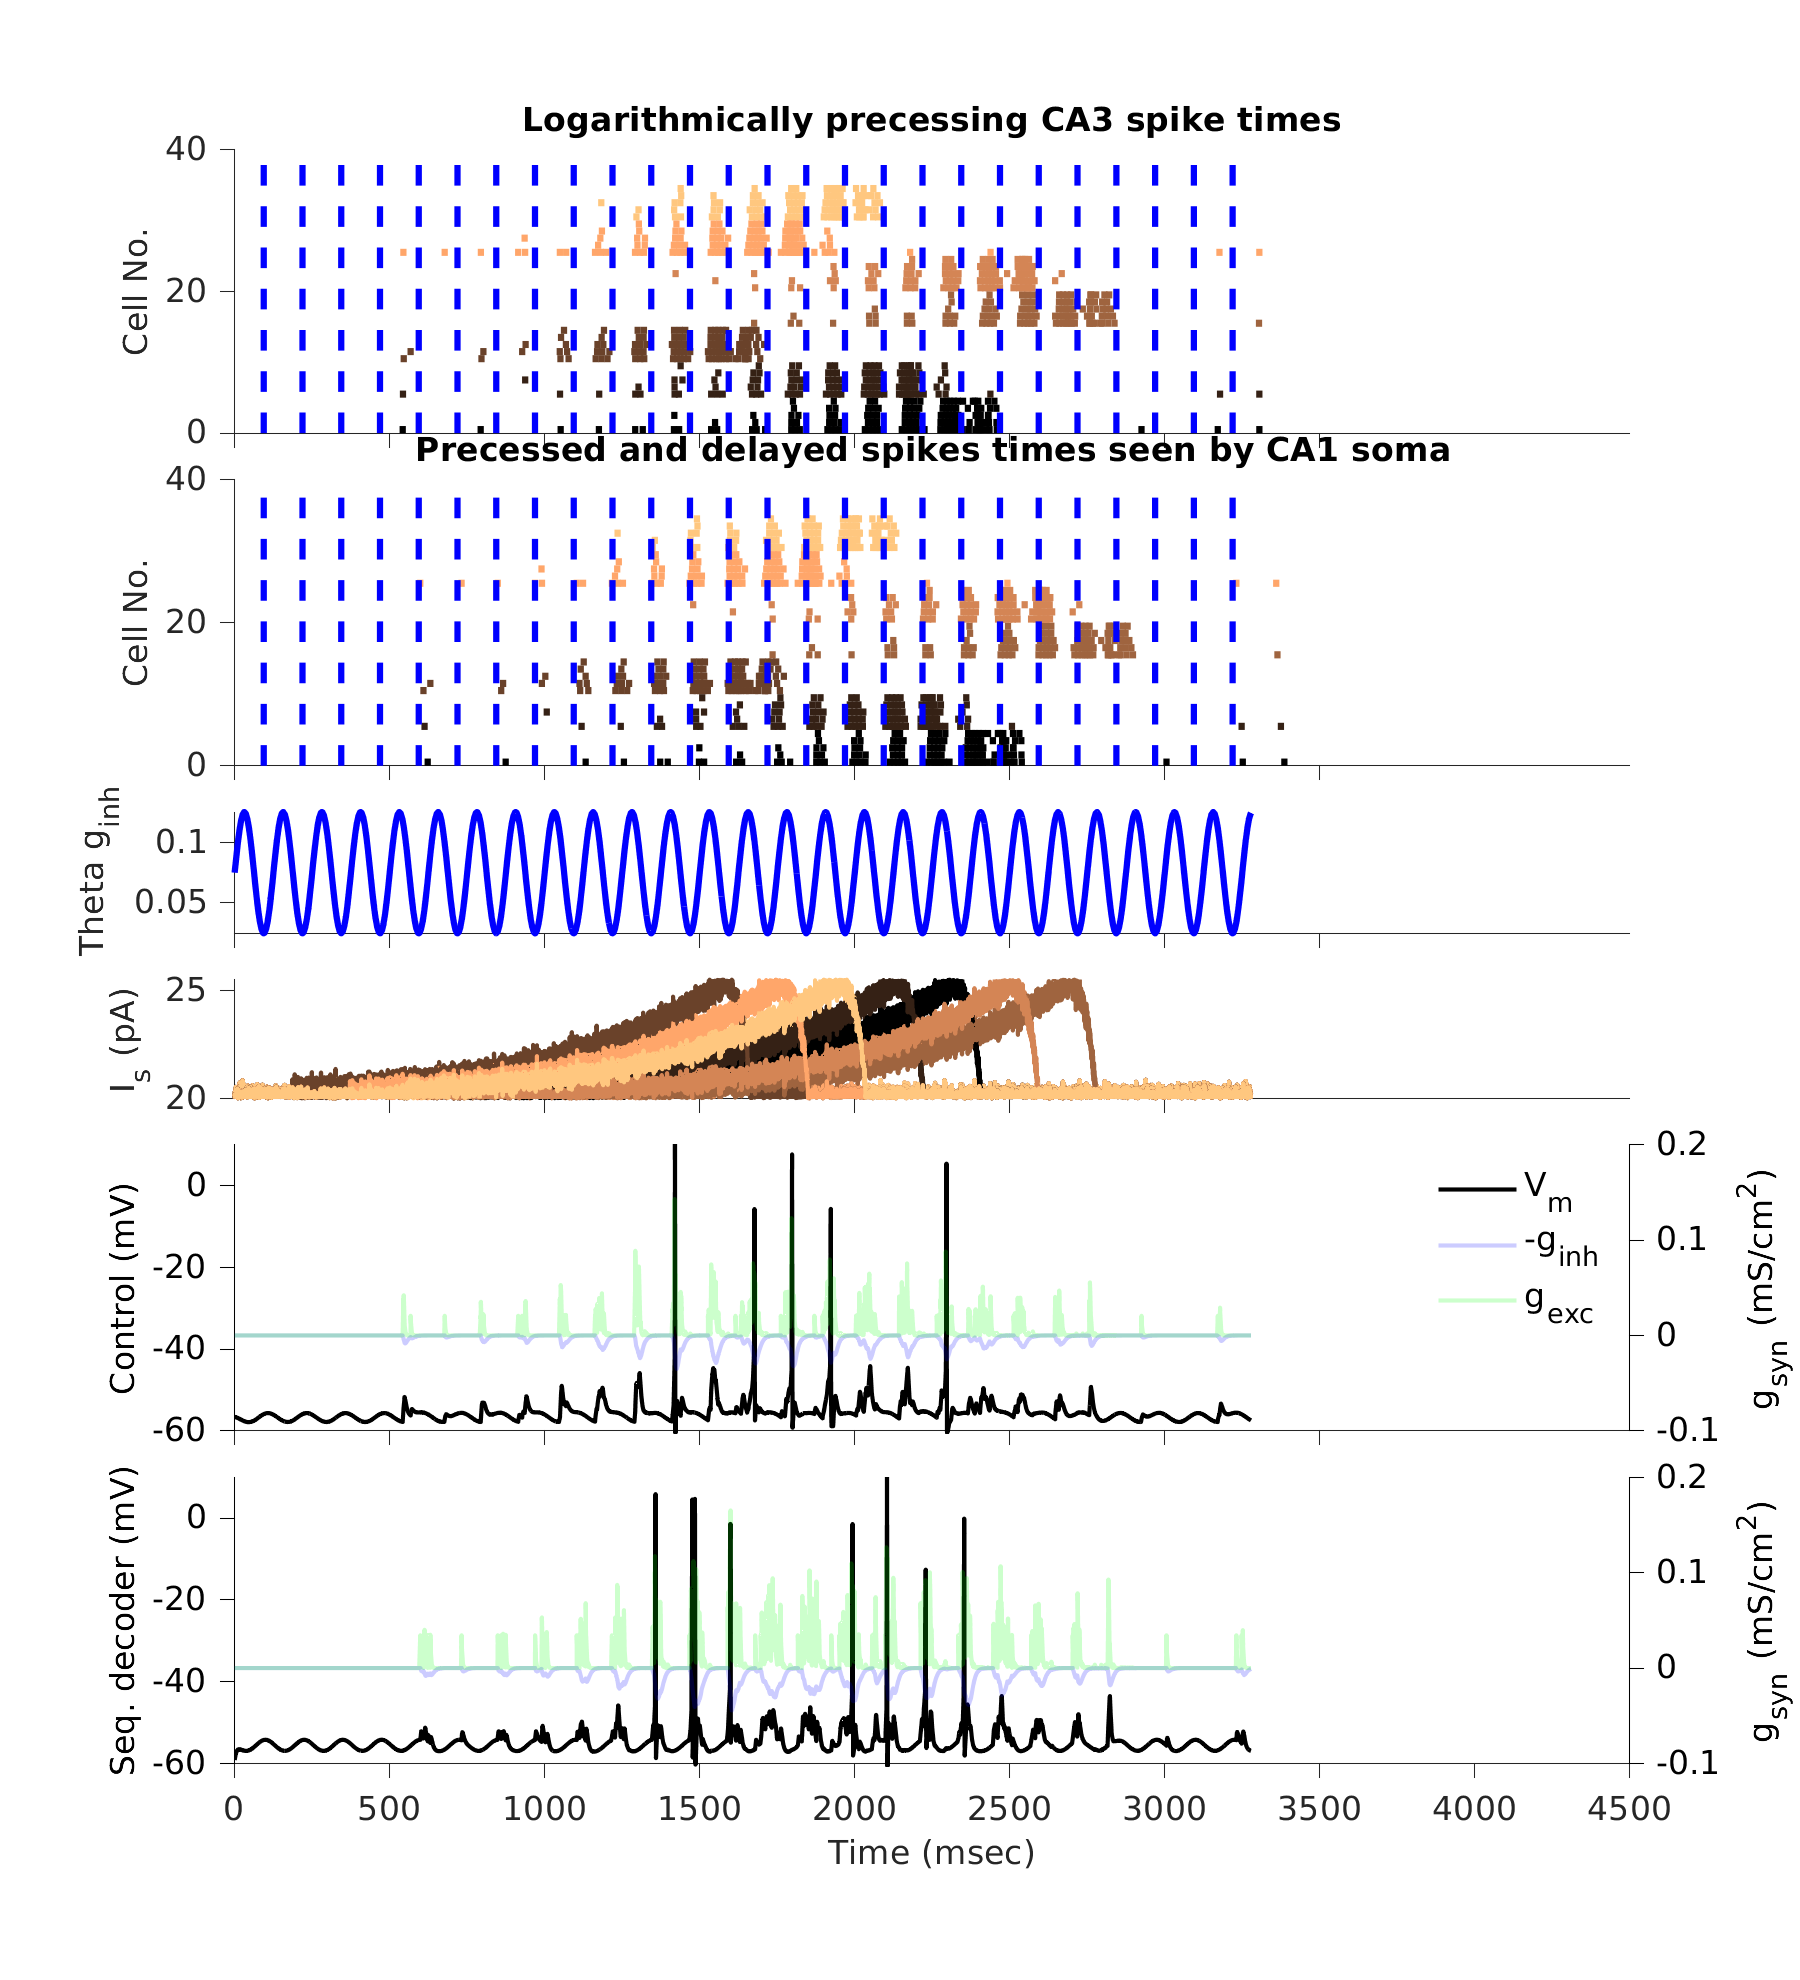 Logarithmically precessing CA3 spike times
40
20
0
Cell No.
Precessed and delayed spikes times seen by CA1 soma
40
20
0
Cell No.
Theta g_inh
0.1
0.05
I_s (pA)
25
20
Control (mV)
0
-20
-40
-60
V_m
-g_inh
g_exc
0.2
0.1
0
-0.1
g_syn (mS/cm^2)
Seq. decoder (mV)
0
-20
-40
-60
0.2
0.1
0
-0.1
g_syn (mS/cm^2)
0 500 1000 1500 2000 2500 3000 3500 4000 4500
Time (msec)